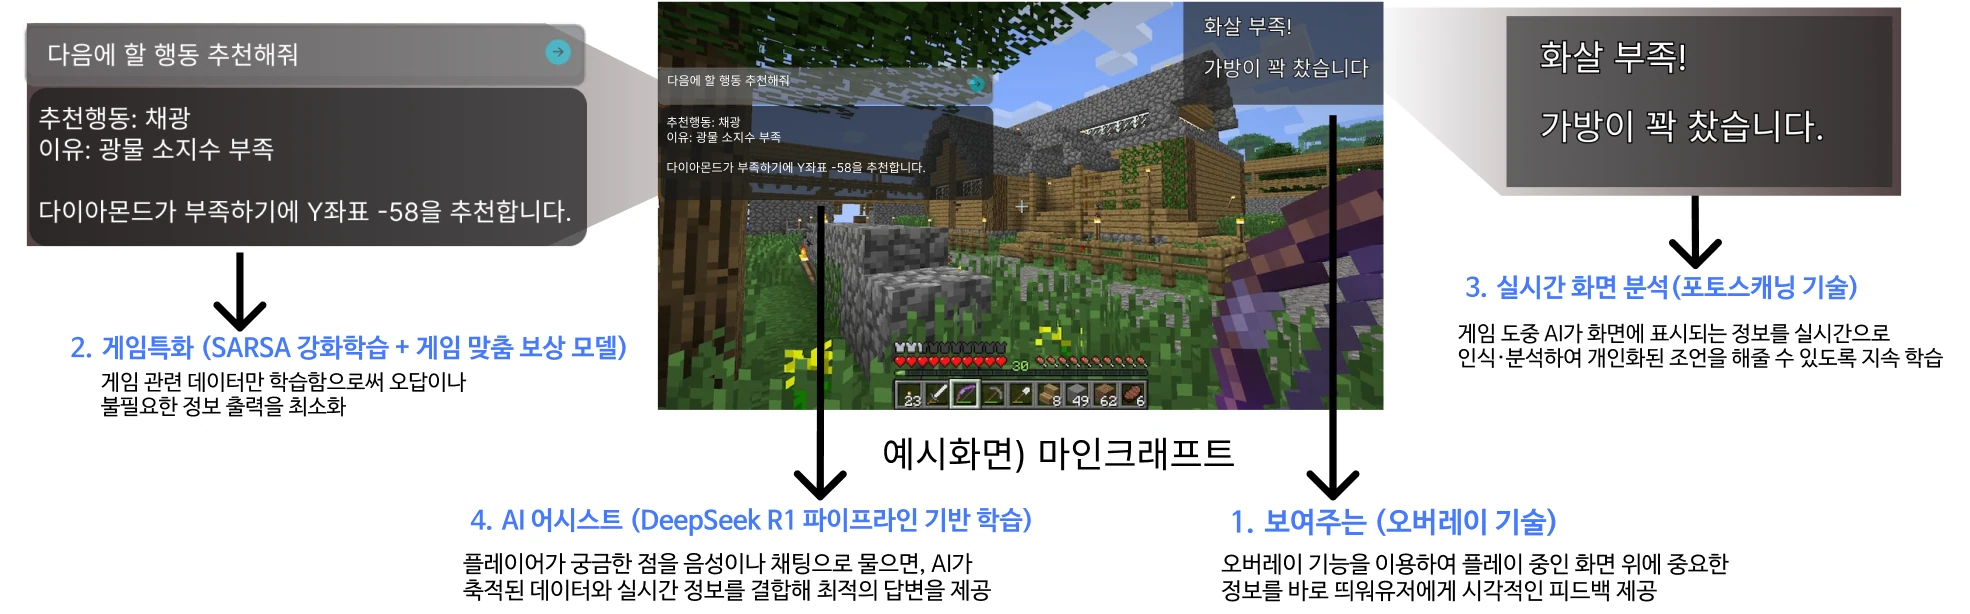 다음에 할 행동 추천해줘
추천행동: 채광
이유: 광물 소지수 부족
다이아몬드가 부족하기에 Y좌표 -58을 추천합니다.
2. 게임특화 (SARSA 강화학습 + 게임 맞춤 보상 모델)
게임 관련 데이터만 학습함으로써 오답이나
불필요한 정보 출력을 최소화
다음에 할 행동 추천해줘
추천행동: 채광
이유: 광물 소지수 부족
다이아몬드가 부족하기에 Y좌표 -58을 추천합니다.
화살 부족!
가방이 꽉 찼습니다
30
23 8 49 62 6
예시화면) 마인크래프트
화살 부족!
가방이 꽉 찼습니다.
3. 실시간 화면 분석(포토스캐닝 기술)
게임 도중 AI가 화면에 표시되는 정보를 실시간으로
인식·분석하여 개인화된 조언을 해줄 수 있도록 지속 학습
4. AI 어시스트 (DeepSeek R1 파이프라인 기반 학습)
플레이어가 궁금한 점을 음성이나 채팅으로 물으면, AI가
축적된 데이터와 실시간 정보를 결합해 최적의 답변을 제공
1. 보여주는 (오버레이 기술)
오버레이 기능을 이용하여 플레이 중인 화면 위에 중요한
정보를 바로 띄워유저에게 시각적인 피드백 제공